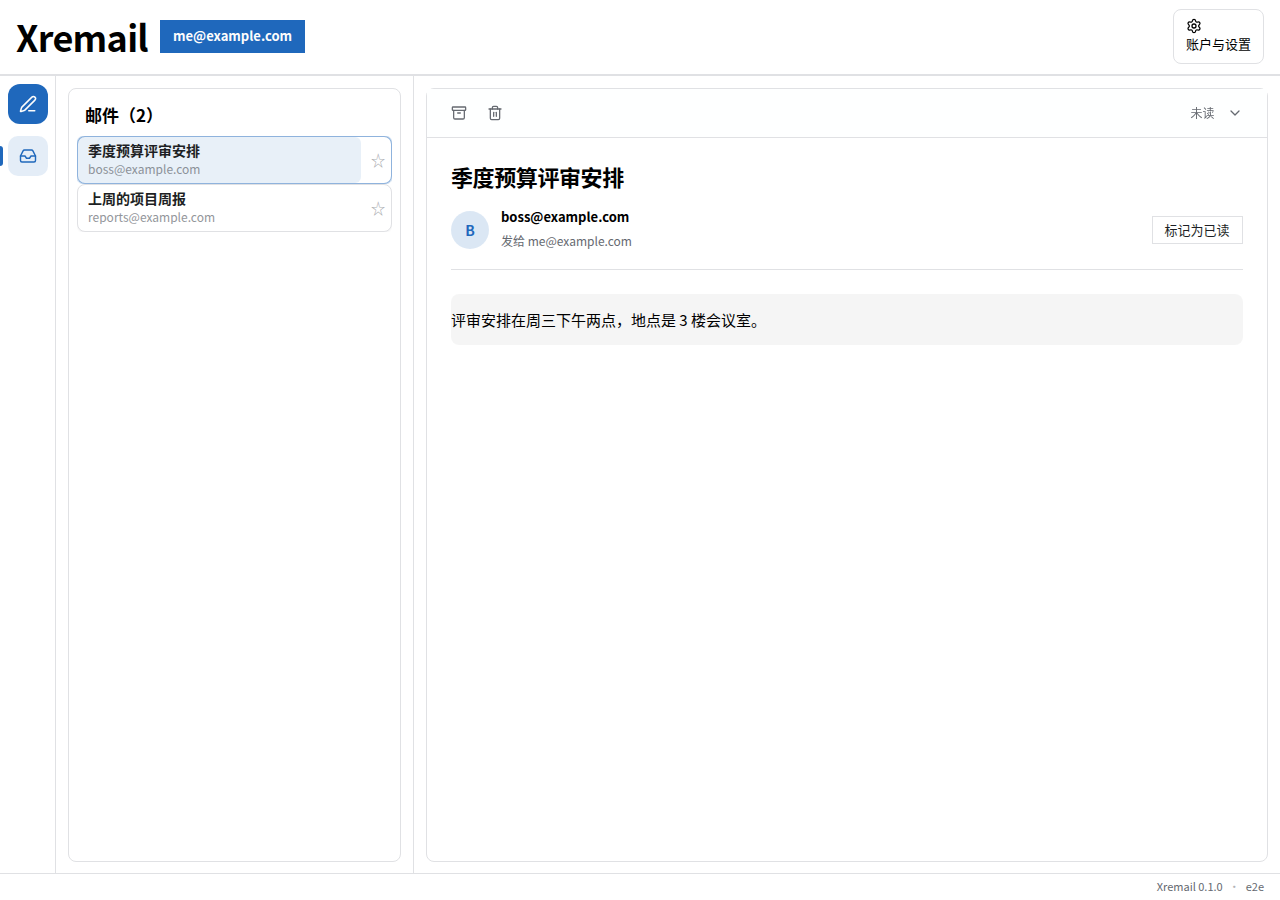 Xremail
me@example.com
账户与设置
邮件（2）
季度预算评审安排
boss@example.com
上周的项目周报
reports@example.com
未读
季度预算评审安排
B
boss@example.com
发给 me@example.com
标记为已读
评审安排在周三下午两点，地点是 3 楼会议室。
Xremail 0.1.0 · e2e